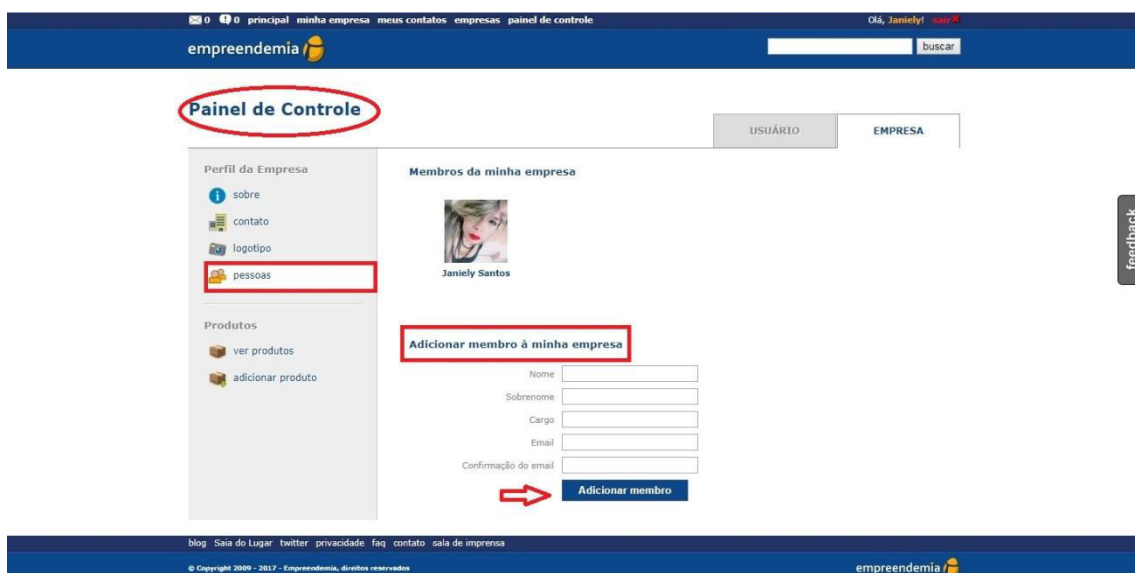 0 0 principal minha empresa meus contatos empresas painel de controle Olá, Janiely! sair
empreendemia buscar
Painel de Controle
USUÁRIO EMPRESA
Perfil da Empresa
sobre
contato
logotipo
pessoas
Produtos
ver produtos
adicionar produto
Membros da minha empresa
Janiely Santos
Adicionar membro à minha empresa
Nome
Sobrenome
Cargo
Email
Confirmação do email
Adicionar membro
feedback
blog Saia do Lugar twitter privacidade faq contato sala de imprensa
© Copyright 2009 - 2017 - Empreendemia, direitos reservados empreendemia